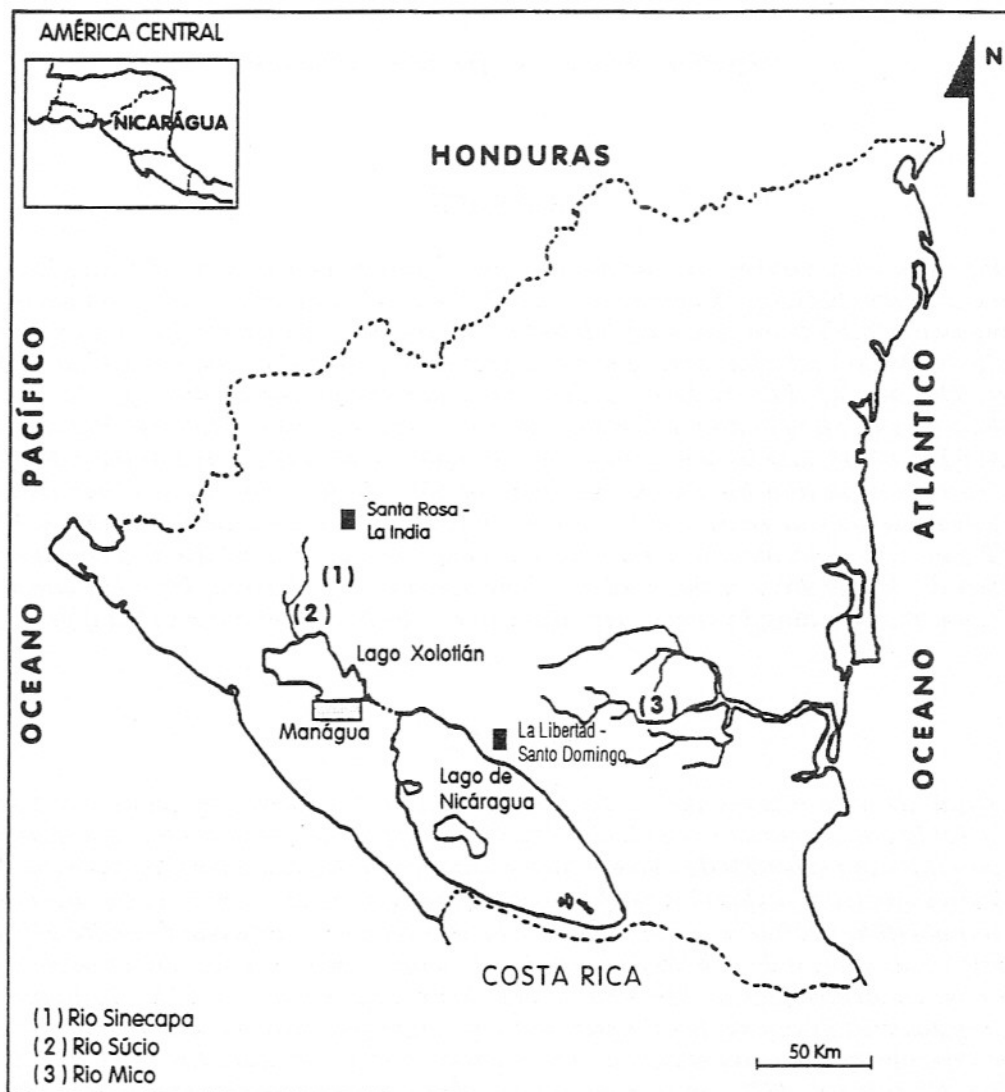 AMÉRICA CENTRAL
NICARÁGUA
N
HONDURAS
OCEANO PACÍFICO
OCEANO ATLÂNTICO
Santa Rosa -
La India
(1)
(2)
Lago Xolotlán
Manágua
(3)
La Libertad -
Santo Domingo
Lago de
Nicáragua
COSTA RICA
(1) Rio Sinecapa
(2) Rio Súcio
(3) Rio Mico
50 Km